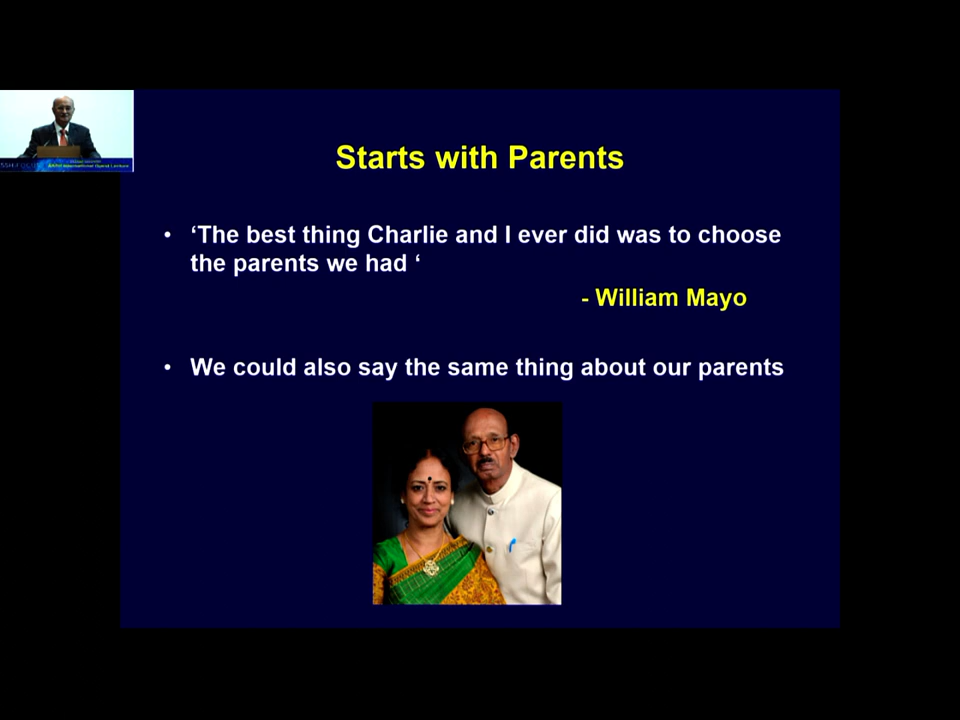 Starts with Parents
• ‘The best thing Charlie and I ever did was to choose
the parents we had ‘
- William Mayo
• We could also say the same thing about our parents